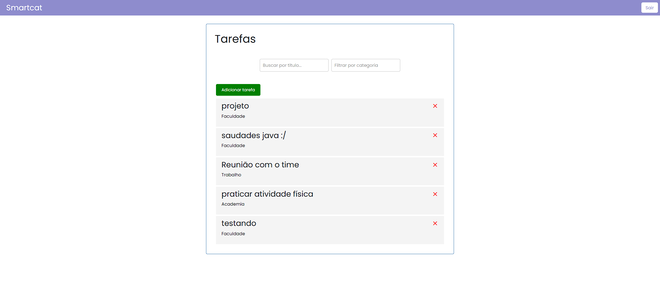 Smartcat
Sair
Tarefas
Buscar por título...
Filtrar por categoria
Adicionar tarefa
projeto
Faculdade
saudades java :/
Faculdade
Reunião com o time
Trabalho
praticar atividade física
Academia
testando
Faculdade